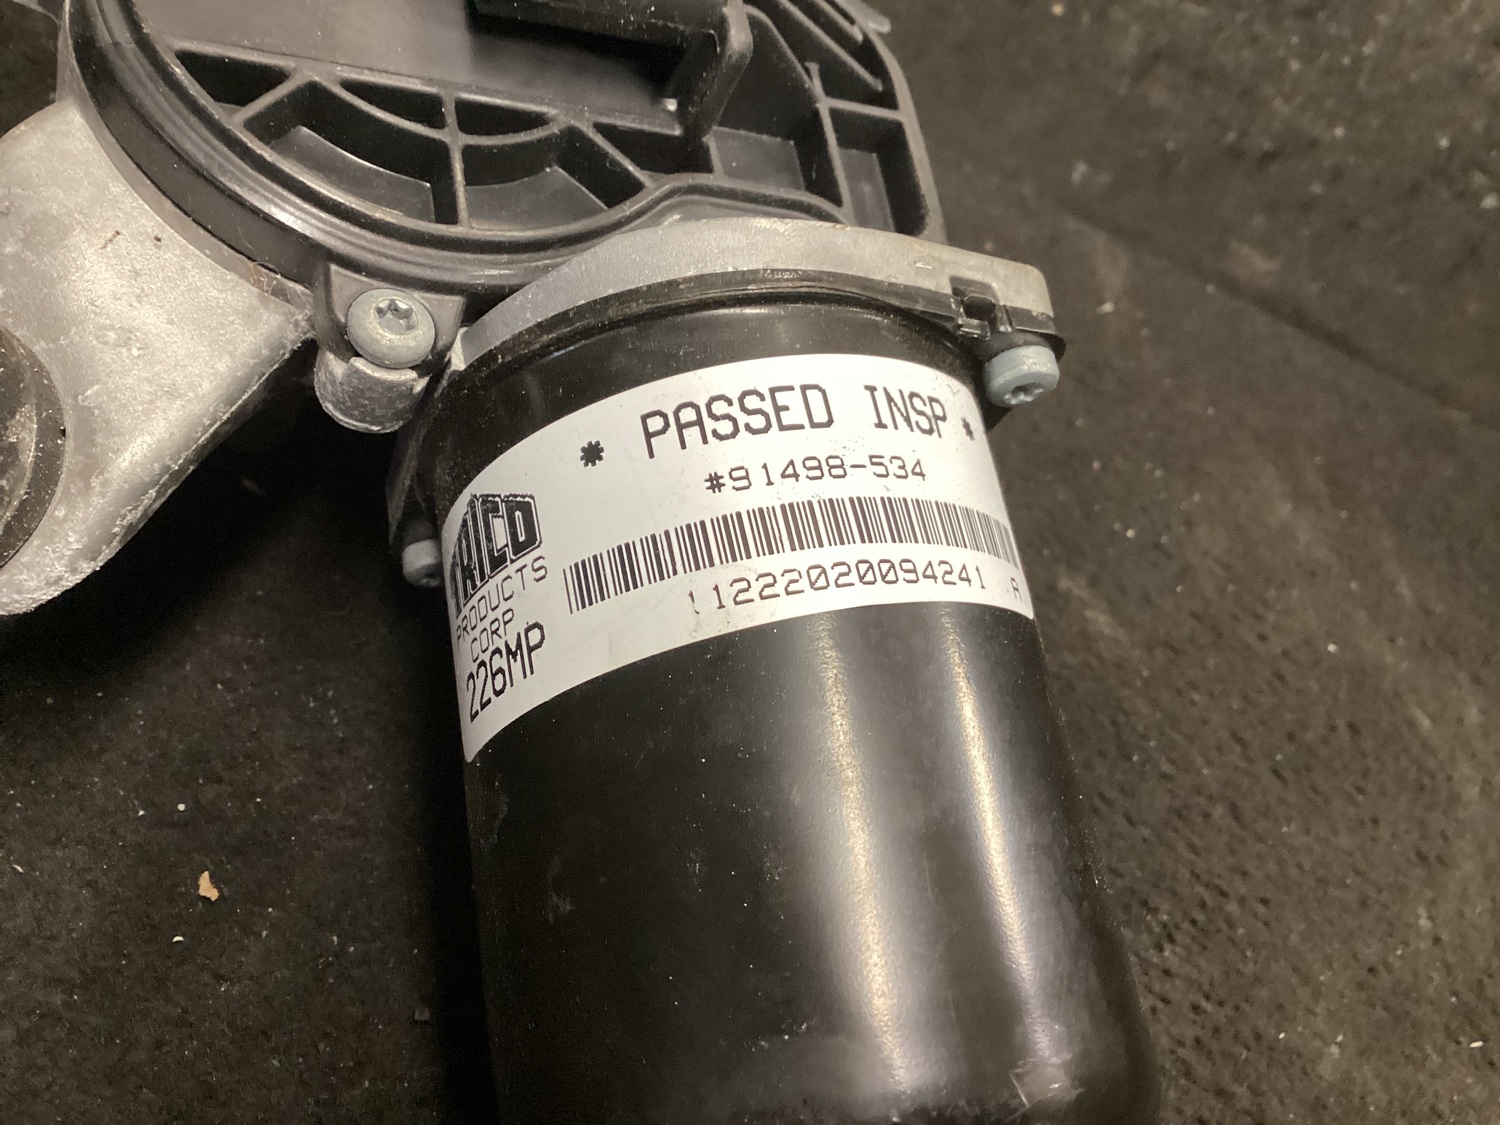 * PASSED INSP *
#91498-534
TRICO
PRODUCTS
CORP
226MP
11222020094241 A